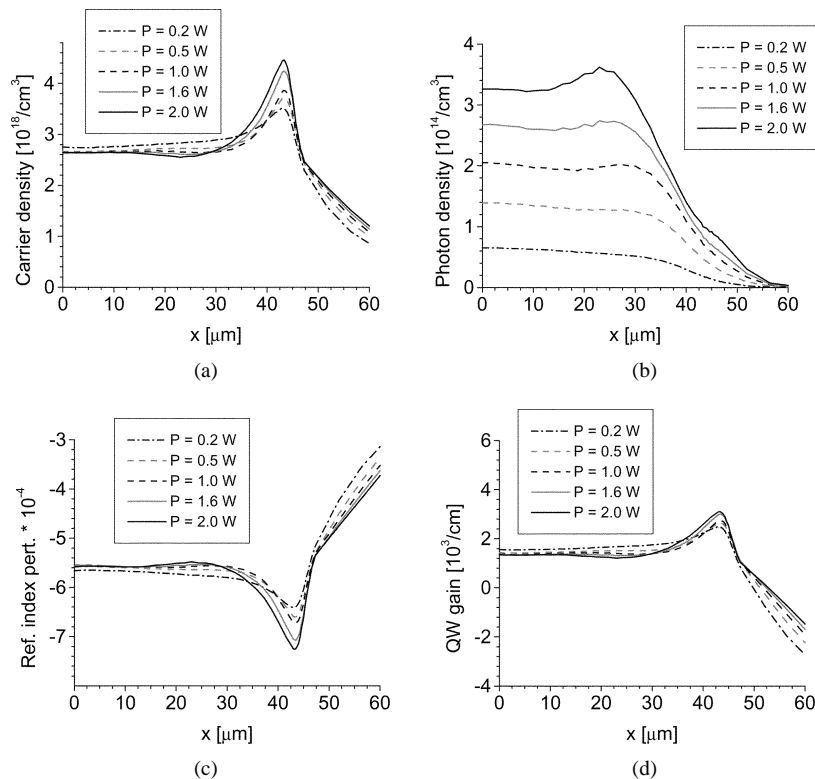 P = 0.2 W
P = 0.5 W
P = 1.0 W
P = 1.6 W
P = 2.0 W
Carrier density [10^18/cm^3]
4
3
2
1
0
0 10 20 30 40 50 60
x [μm]
(a)
P = 0.2 W
P = 0.5 W
P = 1.0 W
P = 1.6 W
P = 2.0 W
Photon density [10^14/cm^3]
4
3
2
1
0
0 10 20 30 40 50 60
x [μm]
(b)
P = 0.2 W
P = 0.5 W
P = 1.0 W
P = 1.6 W
P = 2.0 W
Ref. index pert. * 10^-4
-3
-4
-5
-6
-7
0 10 20 30 40 50 60
x [μm]
(c)
P = 0.2 W
P = 0.5 W
P = 1.0 W
P = 1.6 W
P = 2.0 W
QW gain [10^3/cm]
6
4
2
0
-2
-4
0 10 20 30 40 50 60
x [μm]
(d)